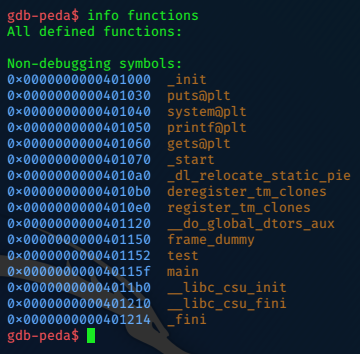 gdb-peda$ info functions
All defined functions:
Non-debugging symbols:
0x0000000000401000  _init
0x0000000000401030  puts@plt
0x0000000000401040  system@plt
0x0000000000401050  printf@plt
0x0000000000401060  gets@plt
0x0000000000401070  _start
0x00000000004010a0  _dl_relocate_static_pie
0x00000000004010b0  deregister_tm_clones
0x00000000004010e0  register_tm_clones
0x0000000000401120  __do_global_dtors_aux
0x0000000000401150  frame_dummy
0x0000000000401152  test
0x000000000040115f  main
0x00000000004011b0  __libc_csu_init
0x0000000000401210  __libc_csu_fini
0x0000000000401214  _fini
gdb-peda$